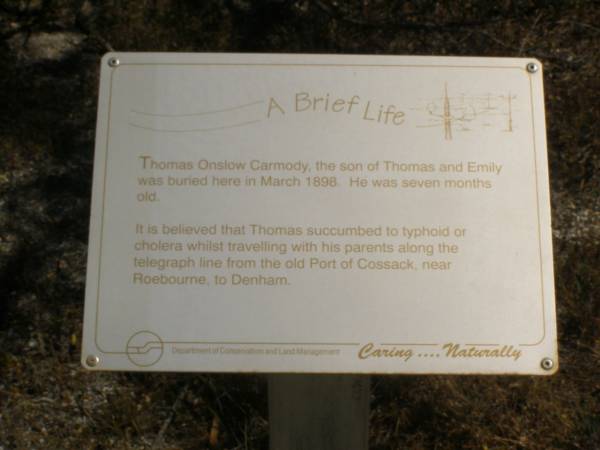 A Brief Life
Thomas Onslow Carmody, the son of Thomas and Emily
was buried here in March 1898. He was seven months
old.
It is believed that Thomas succumbed to typhoid or
cholera whilst travelling with his parents along the
telegraph line from the old Port of Cossack, near
Roebourne, to Denham.
Department of Conservation and Land Management Caring .... Naturally